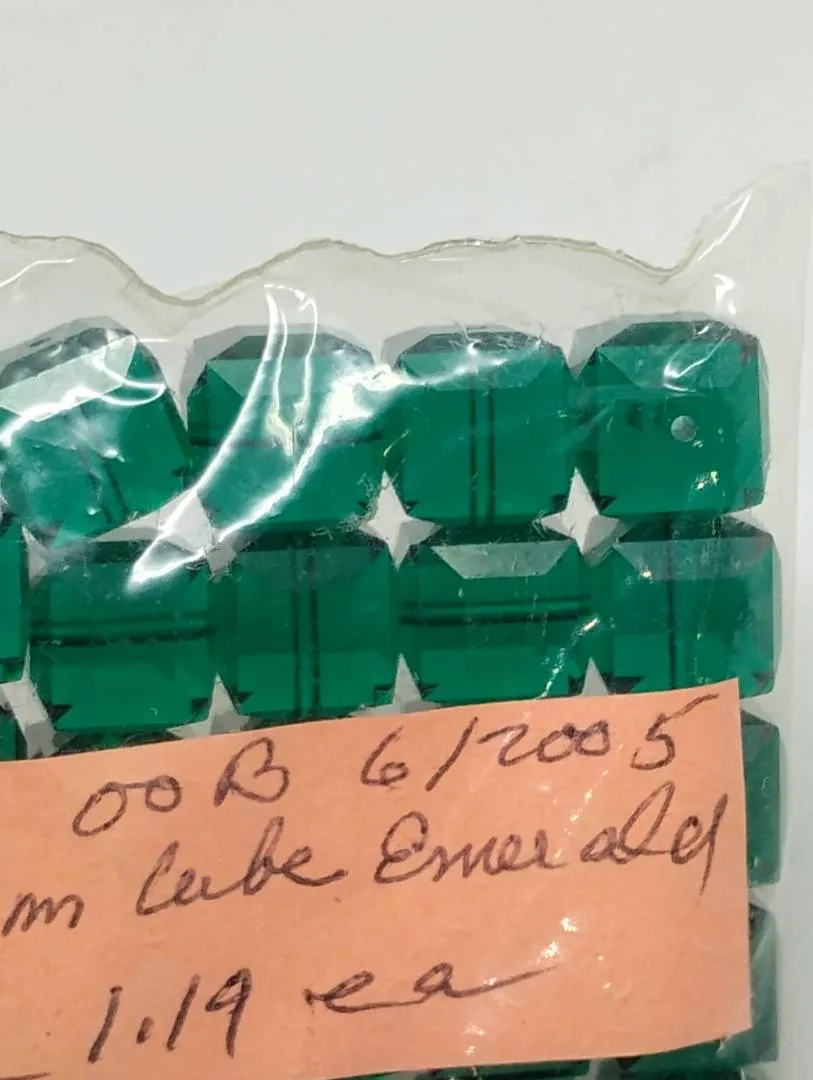 00B 6/2005
m Cube Emerald
1.19 ea